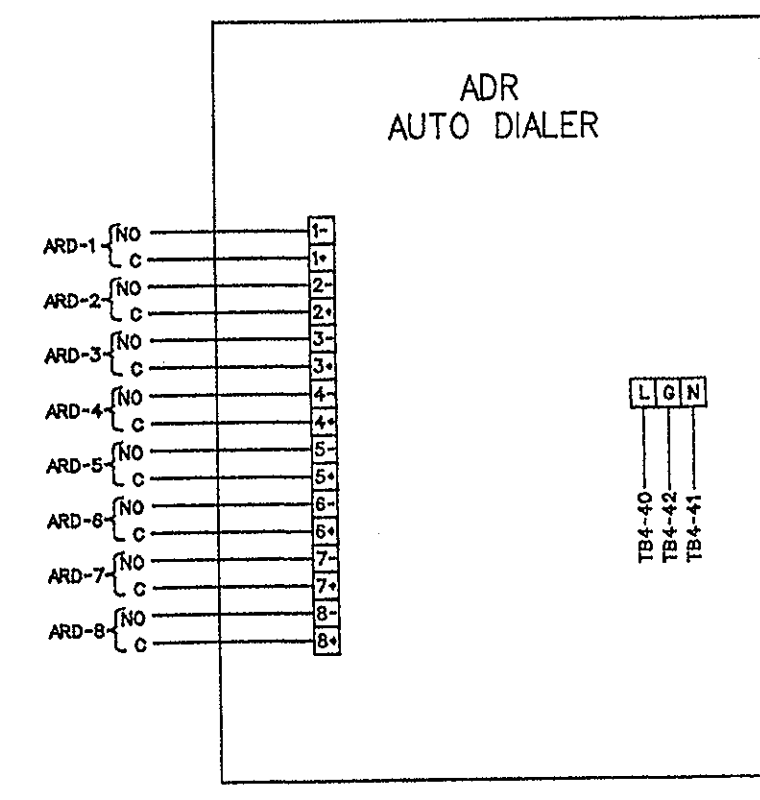 ADR
AUTO DIALER
ARD-1 NO 1-
C 1+
ARD-2 NO 2-
C 2+
ARD-3 NO 3-
C 3+
ARD-4 NO 4-
C 4+
ARD-5 NO 5-
C 5+
ARD-6 NO 6-
C 6+
ARD-7 NO 7-
C 7+
ARD-8 NO 8-
C 8+
L G N
TB4-40
TB4-42
TB4-41